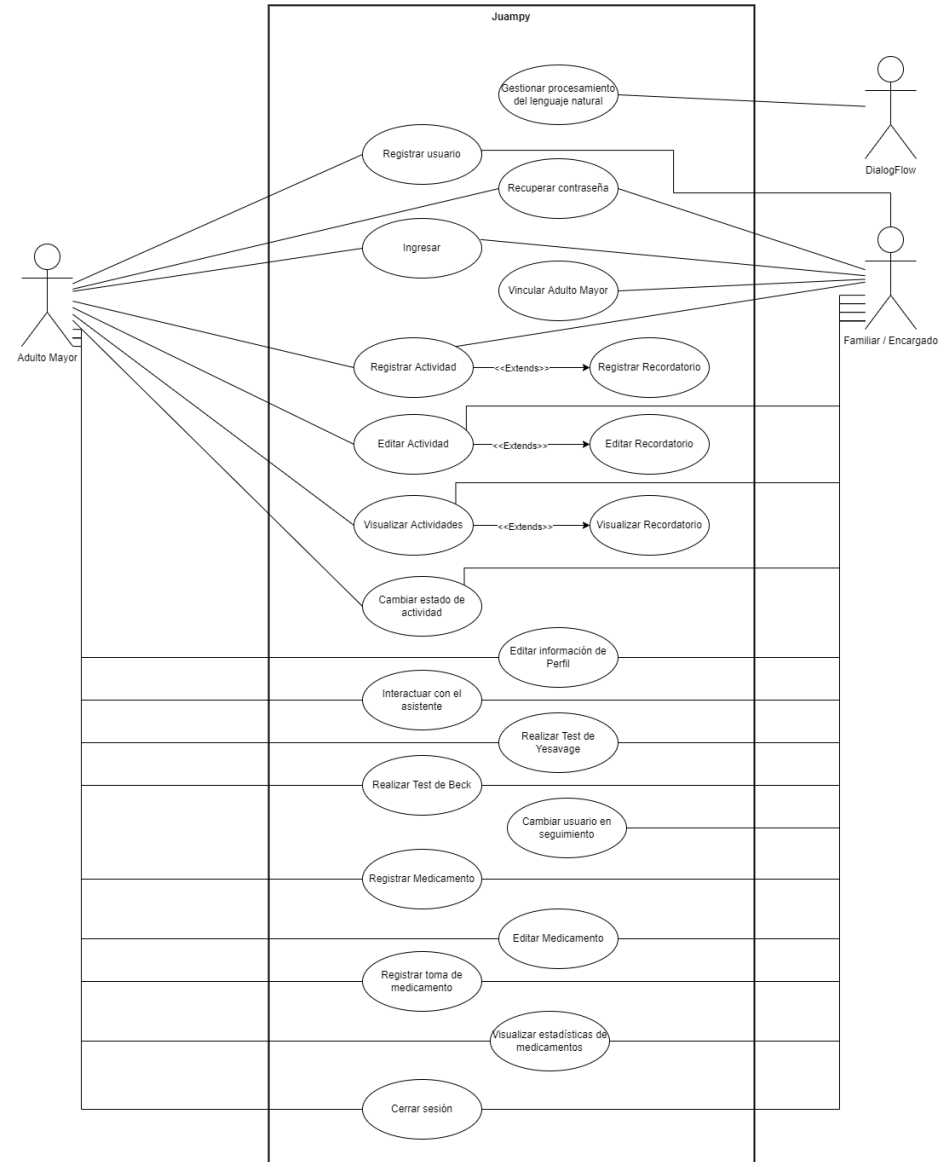 Juampy
Gestionar procesamiento
del lenguaje natural
DialogFlow
Registrar usuario
Recuperar contraseña
Ingresar
Vincular Adulto Mayor
Adulto Mayor
Familiar / Encargado
Registrar Actividad
<<Extends>>
Registrar Recordatorio
Editar Actividad
<<Extends>>
Editar Recordatorio
Visualizar Actividades
<<Extends>>
Visualizar Recordatorio
Cambiar estado de
actividad
Editar información de
Perfil
Interactuar con el
asistente
Realizar Test de
Yesavage
Realizar Test de Beck
Cambiar usuario en
seguimiento
Registrar Medicamento
Editar Medicamento
Registrar toma de
medicamento
Visualizar estadísticas de
medicamentos
Cerrar sesión